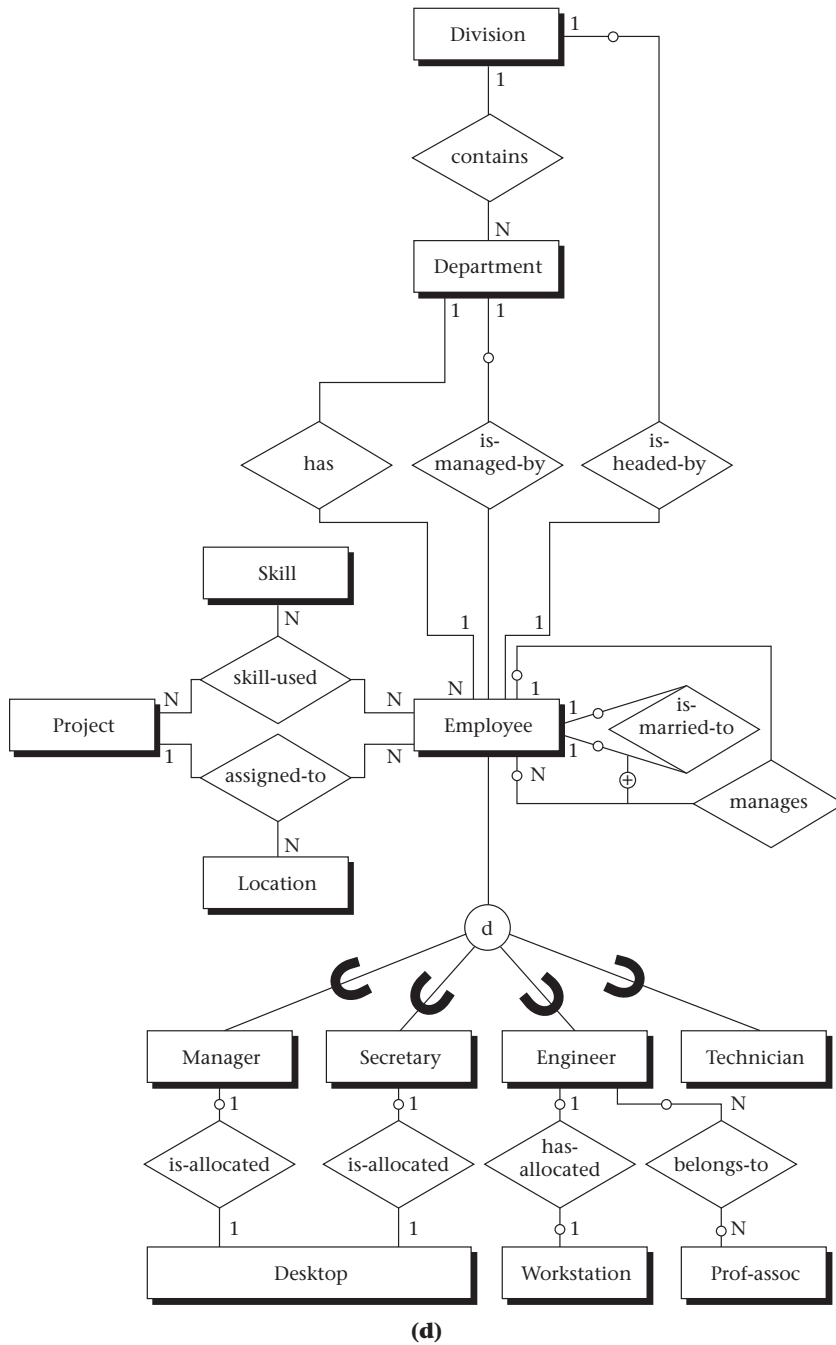 Division
1
1
contains
N
Department
1
1
has
is-
managed-by
is-
headed-by
Skill
N
1
1
skill-used
N
N
N
1
Project
Employee
1
is-
married-to
1
1
N
N
+
assigned-to
manages
N
Location
d
Manager
Secretary
Engineer
Technician
1
1
1
N
is-allocated
is-allocated
has-
allocated
belongs-to
1
1
1
N
Desktop
Workstation
Prof-assoc
(d)